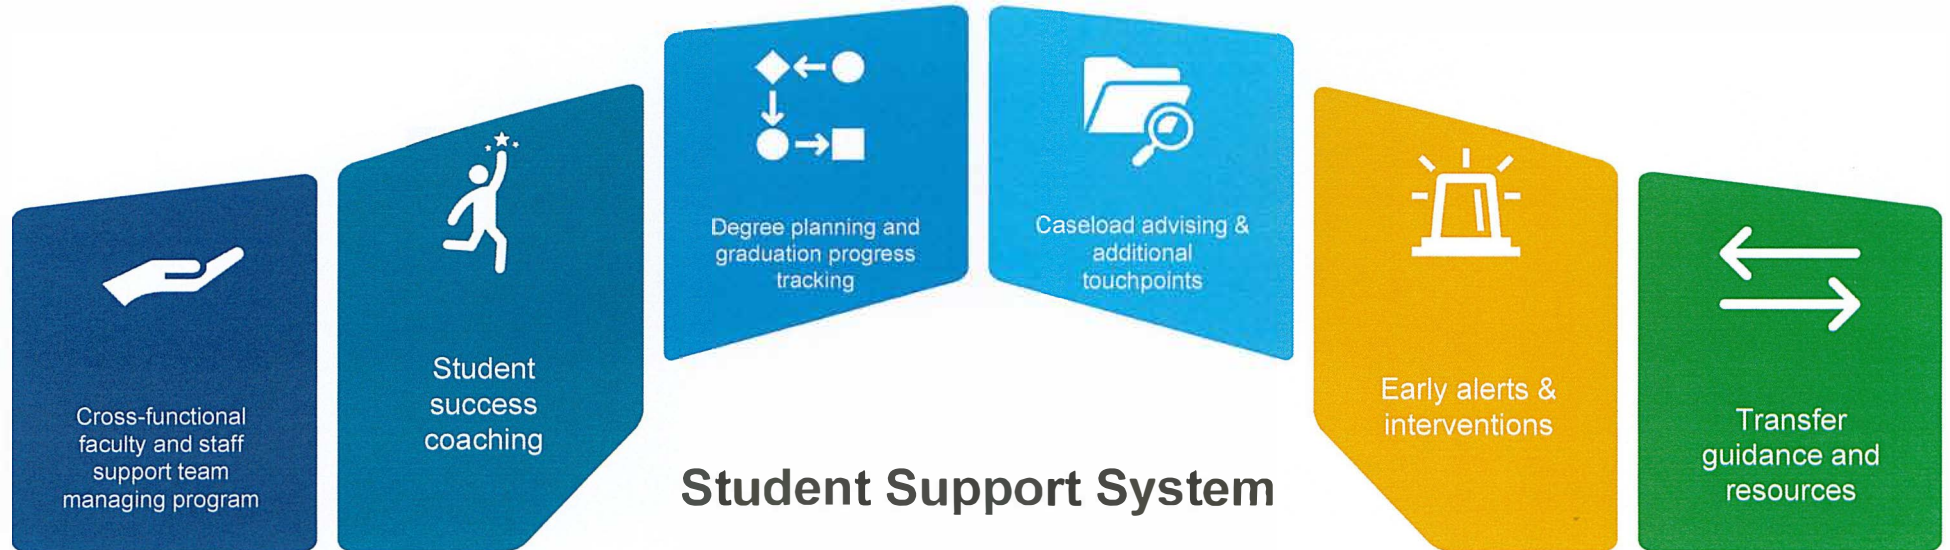 Cross-functional
faculty and staff
support team
managing program
Student
success
coaching
Degree planning and
graduation progress
tracking
Caseload advising &
additional
touchpoints
Early alerts &
interventions
Transfer
guidance and
resources
Student Support System